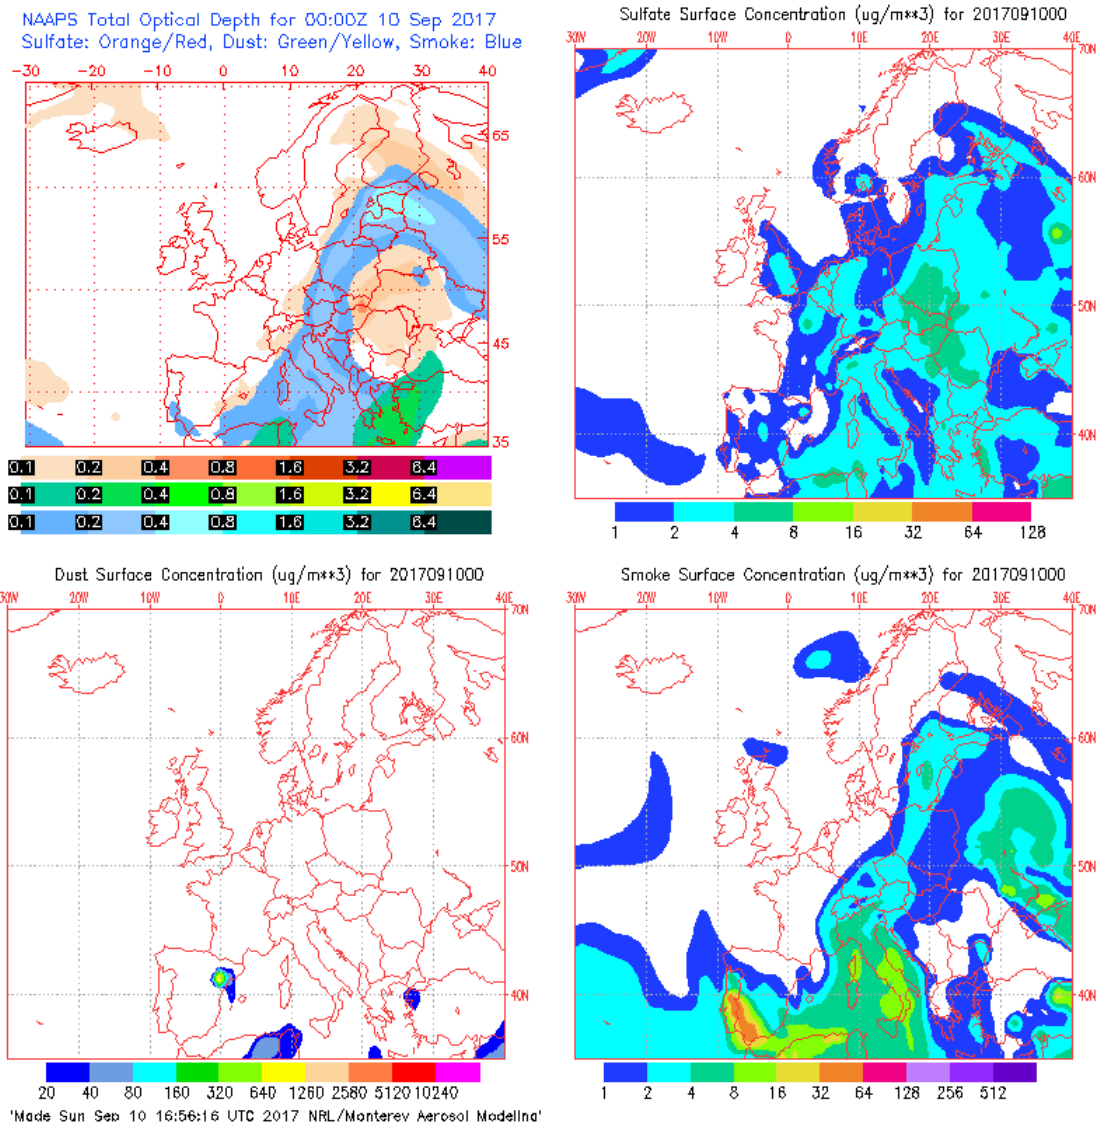 NAAPS Total Optical Depth for 00:00Z 10 Sep 2017
Sulfate: Orange/Red, Dust: Green/Yellow, Smoke: Blue
-30 -20 -10 0 10 20 30 40
65
55
45
35
0.1 0.2 0.4 0.8 1.6 3.2 6.4
0.1 0.2 0.4 0.8 1.6 3.2 6.4
0.1 0.2 0.4 0.8 1.6 3.2 6.4
Sulfate Surface Concentration (ug/m**3) for 2017091000
30W 20W 10W 0 10E 20E 30E 40E
70N
60N
50N
40N
1 2 4 8 16 32 64 128
Dust Surface Concentration (ug/m**3) for 2017091000
30W 20W 10W 0 10E 20E 30E 40E
70N
60N
50N
40N
20 40 80 160 320 640 1260 2580 5120 10240
Smoke Surface Concentration (ug/m**3) for 2017091000
30W 20W 10W 0 10E 20E 30E 40E
70N
60N
50N
40N
1 2 4 8 16 32 64 128 256 512
'Made Sun Sep 10 16:56:16 UTC 2017 NRL/Monterey Aerosol Modeling'